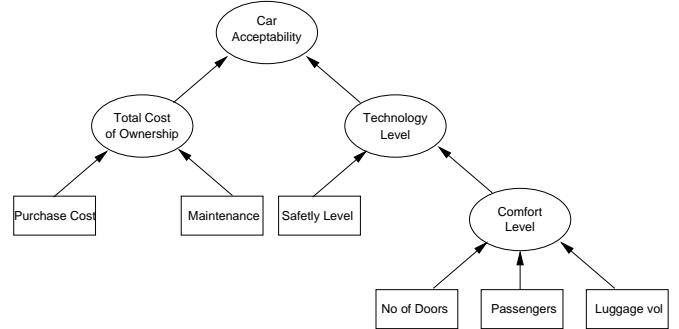 Car
Acceptability
Total Cost
of Ownership
Technology
Level
Purchase Cost
Maintenance
Safetly Level
Comfort
Level
No of Doors
Passengers
Luggage vol